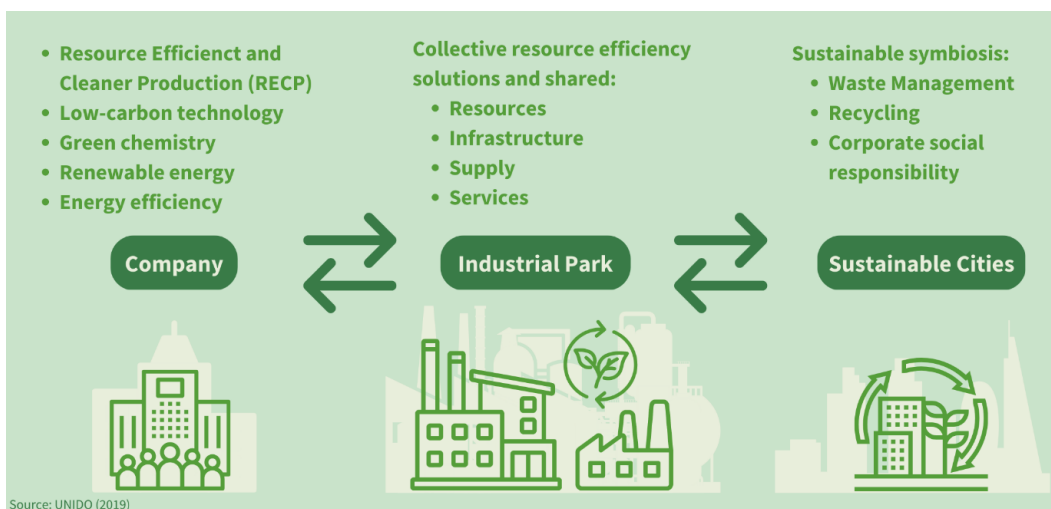 • Resource Efficienct and
Cleaner Production (RECP)
• Low-carbon technology
• Green chemistry
• Renewable energy
• Energy efficiency
Collective resource efficiency
solutions and shared:
• Resources
• Infrastructure
• Supply
• Services
Sustainable symbiosis:
• Waste Management
• Recycling
• Corporate social
responsibility
Company
Industrial Park
Sustainable Cities
Source: UNIDO (2019)